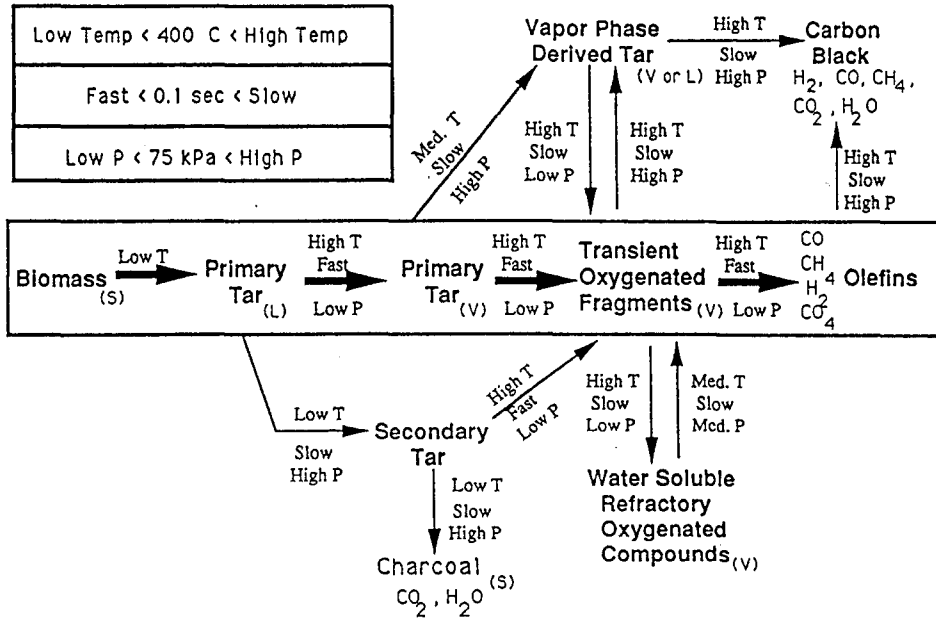 Low Temp < 400 C < High Temp
Fast < 0.1 sec < Slow
Low P < 75 kPa < High P
Vapor Phase
Derived Tar
(V or L)
High T
Slow
High P
Carbon
Black
H2, CO, CH4,
CO2, H2O
Med. T
Slow
High P
High T
Slow
Low P
High T
Slow
High P
High T
Slow
High P
Biomass (S)
Low T
Primary
Tar (L)
High T
Fast
Low P
Primary
Tar (V)
High T
Fast
Low P
Transient
Oxygenated
Fragments (V)
High T
Fast
Low P
CO
CH4
H2
CO4
Olefins
Low T
Slow
High P
Secondary
Tar
High T
Fast
Low P
High T
Slow
Low P
Med. T
Slow
Mcd. P
Low T
Slow
High P
Charcoal (S)
CO2, H2O
Water Soluble
Refractory
Oxygenated
Compounds (V)